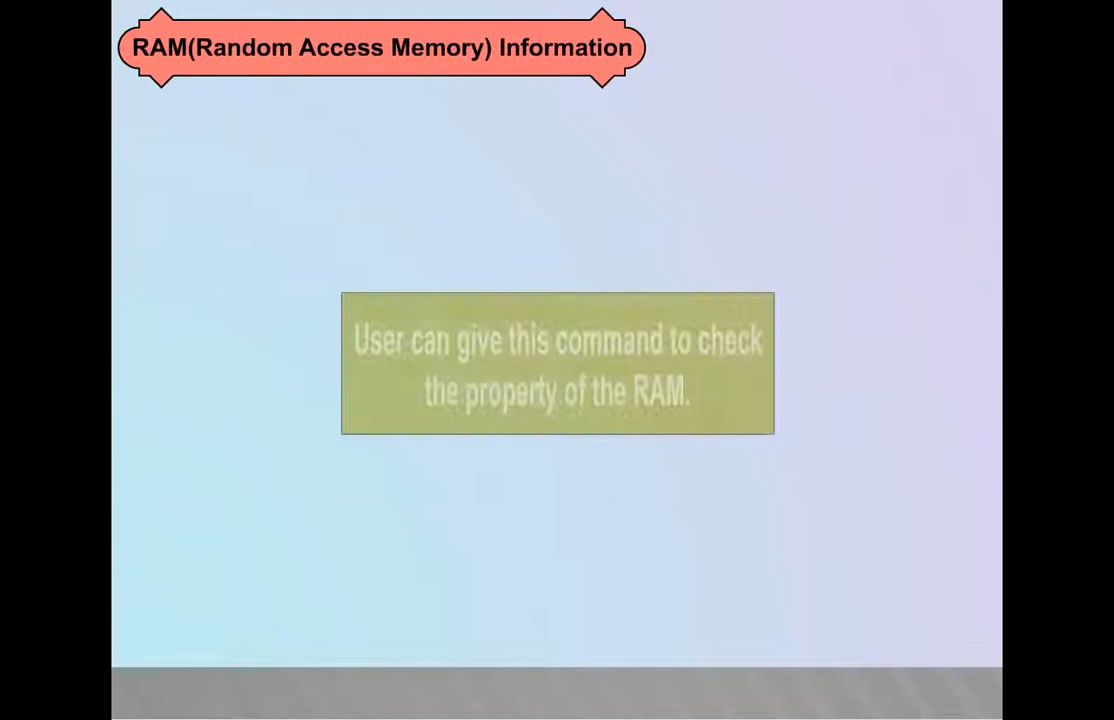 RAM(Random Access Memory) Information
User can give this command to check
the property of the RAM.